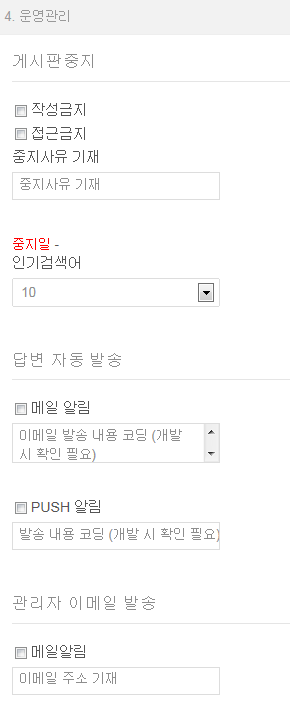 4. 운영관리
게시판중지
작성금지
접근금지
중지사유 기재
중지사유 기재
중지일 -
인기검색어
10
답변 자동 발송
메일 알림
이메일 발송 내용 코딩 (개발
시 확인 필요)
PUSH 알림
발송 내용 코딩 (개발 시 확인 필요)
관리자 이메일 발송
메일알림
이메일 주소 기재